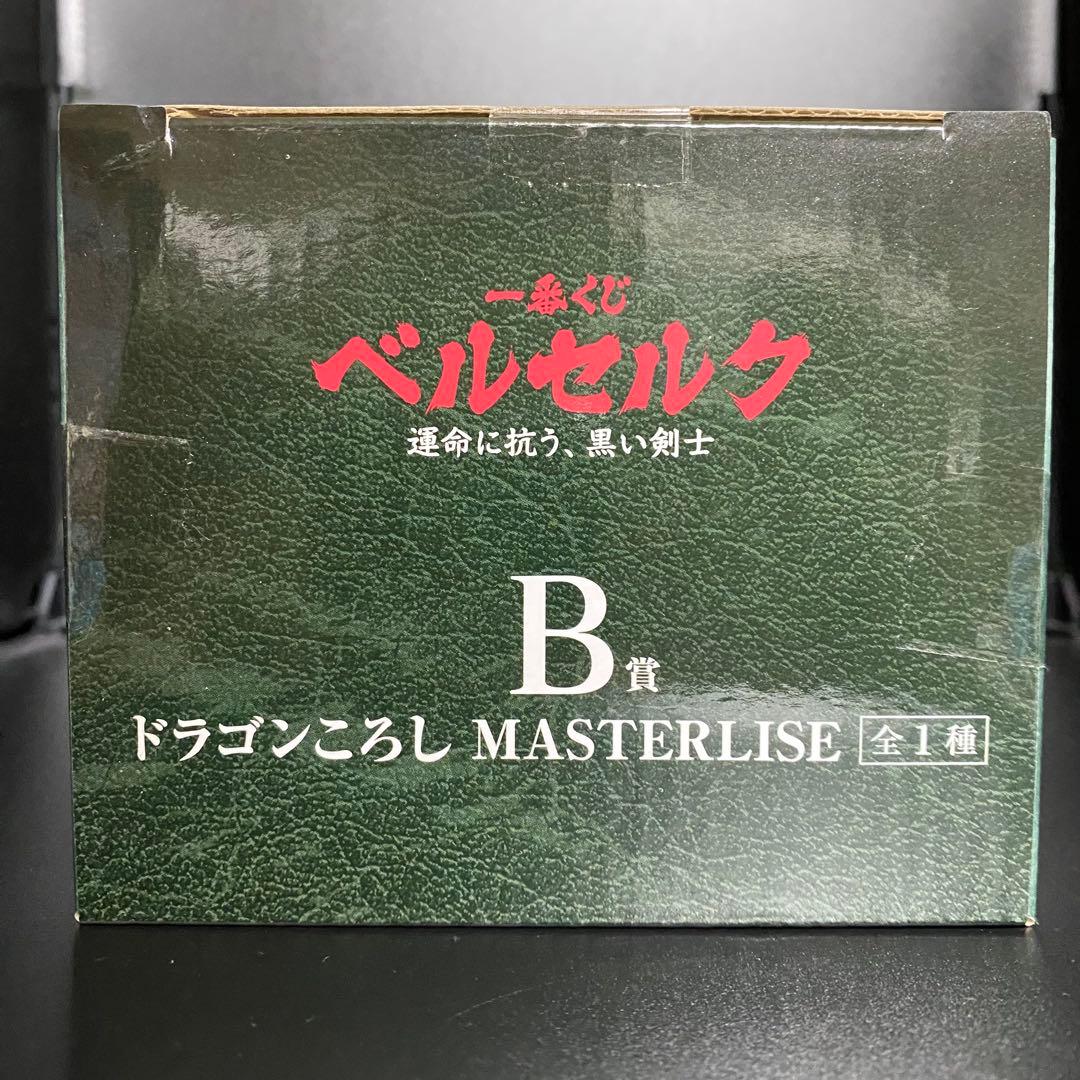 一番くじ
ベルセルク
運命に抗う、黒い剣士
B賞
ドラゴンころし MASTERLISE 全1種